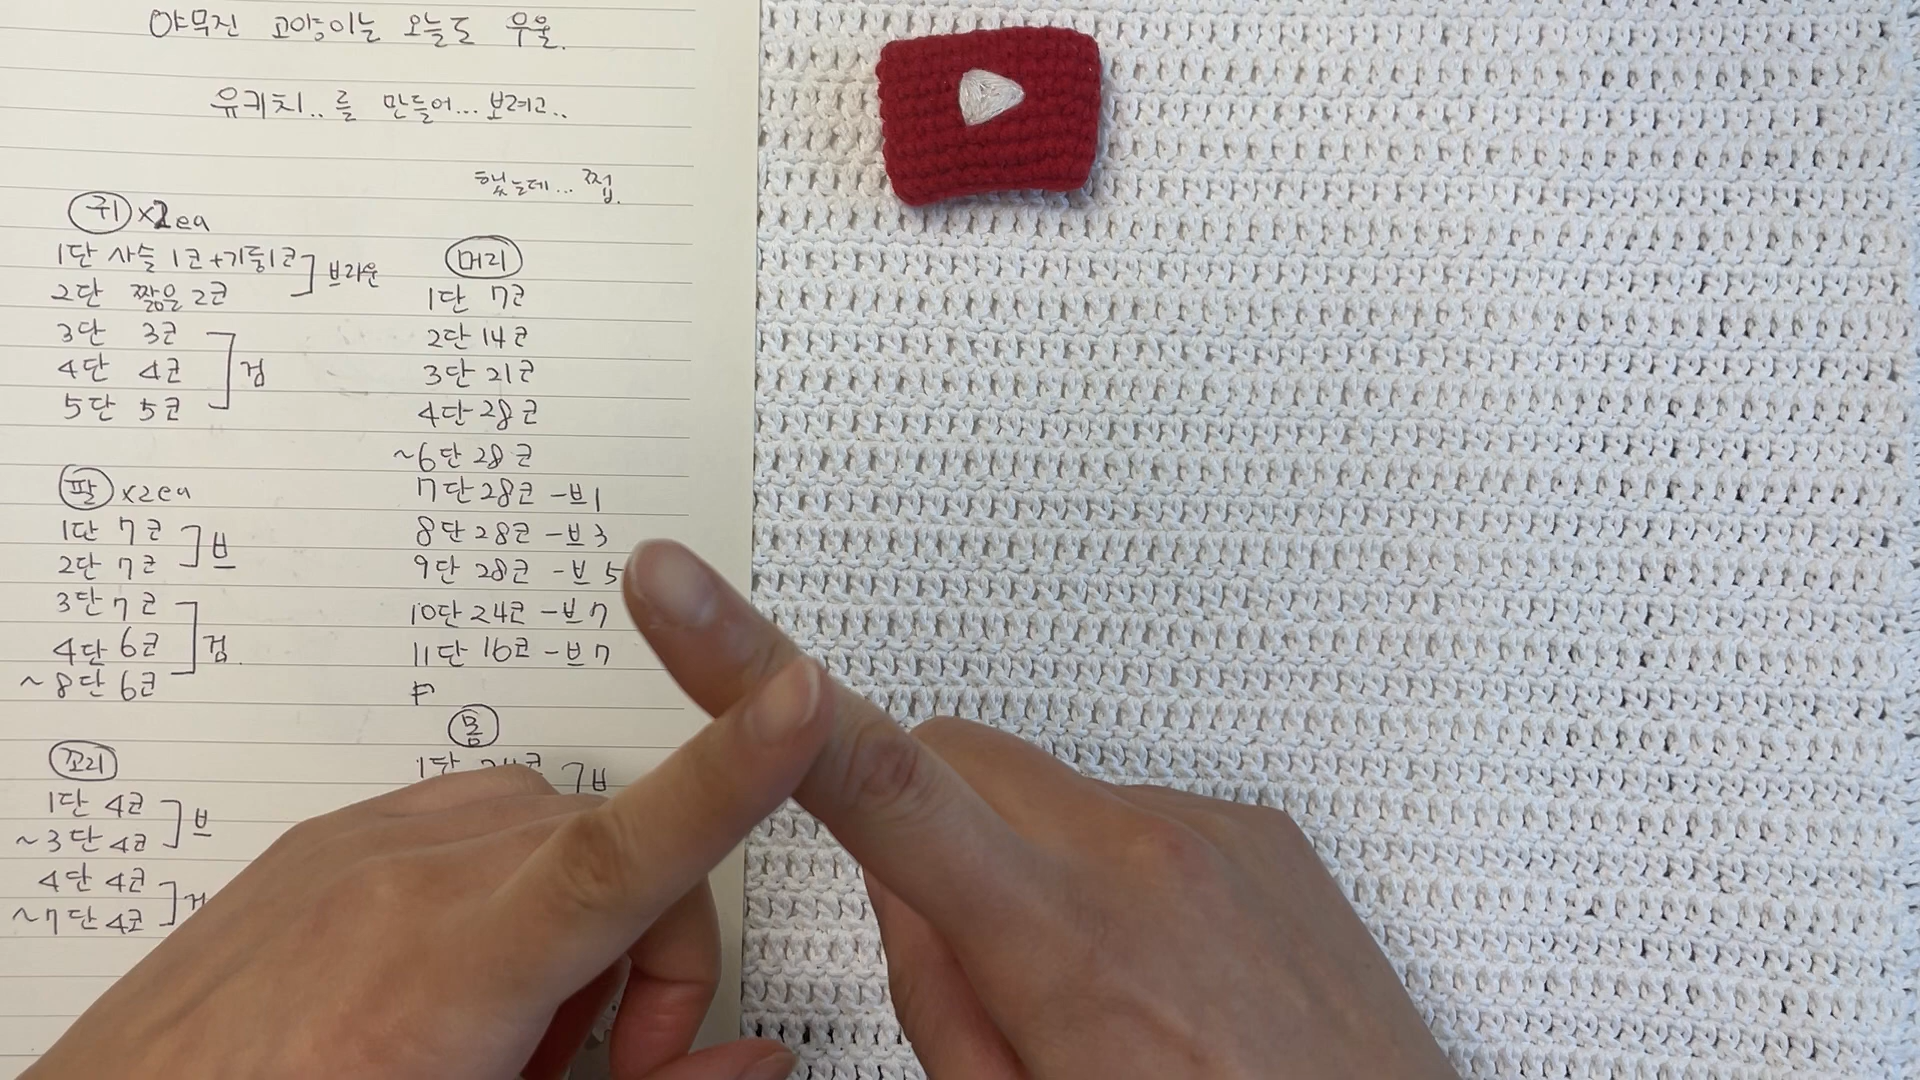 야무진 고양이는 오늘도 우울.
유키치.. 를 만들어... 보려고..
했는데... 쩝.
귀 x2ea
1단 사슬 1코+기둥1코
2단 짧은 2코
브라운
3단 3코
4단 4코
5단 5코
검
팔 x2ea
1단 7코
2단 7코
브
3단 7코
4단 6코
~8단 6코
검.
꼬리
1단 4코
~3단 4코
브
4단 4코
~7단 4코
머리
1단 7코
2단 14코
3단 21코
4단 28코
~6단 28코
7단 28코 -브1
8단 28코 -브3
9단 28코 -브 5
10단 24코 -브7
11단 16코 -브7
몸
1단
브